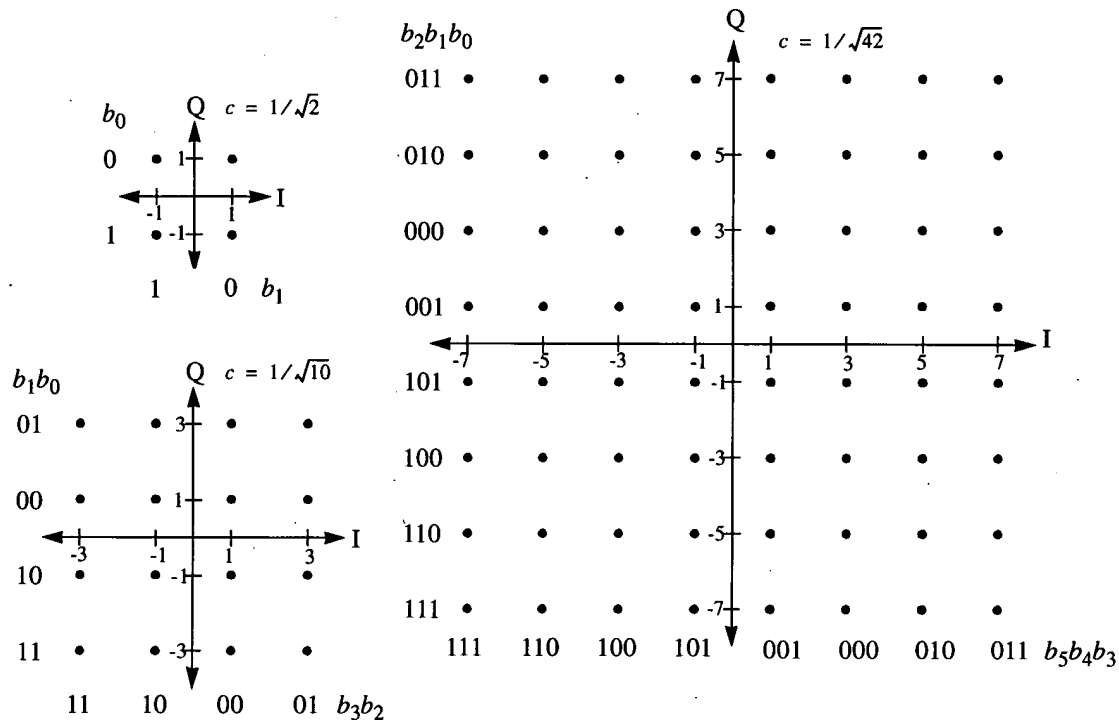 b₀
Q c = 1/√2
0 1
I
-1 1
1 -1
1 0 b₁
b₁b₀
Q c = 1/√10
01 3
00 1
I
-3 -1 1 3
10 -1
11 -3
11 10 00 01 b₃b₂
b₂b₁b₀
Q
c = 1/√42
011 7
010 5
000 3
001 1
I
-7 -5 -3 -1 1 3 5 7
101 -1
100 -3
110 -5
111 -7
111 110 100 101 001 000 010 011 b₅b₄b₃